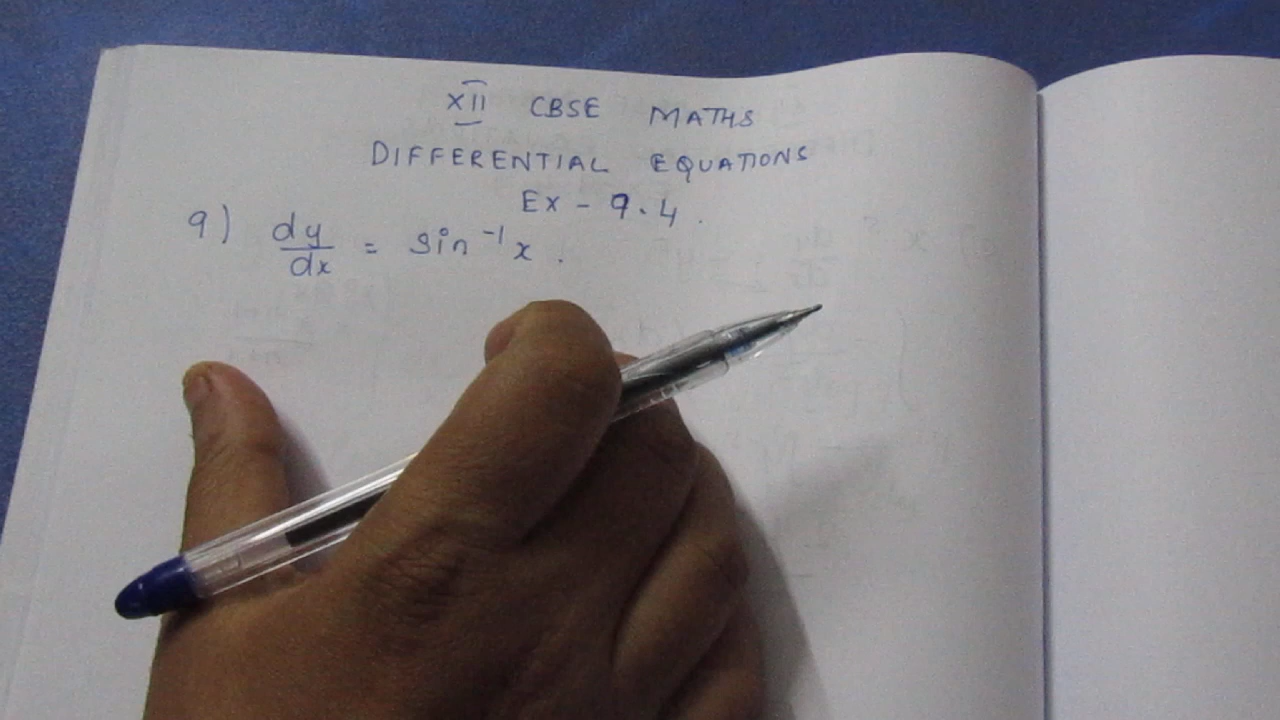 XII CBSE MATHS
DIFFERENTIAL EQUATIONS
Ex - 9.4.
9) dy/dx = sin⁻¹x.